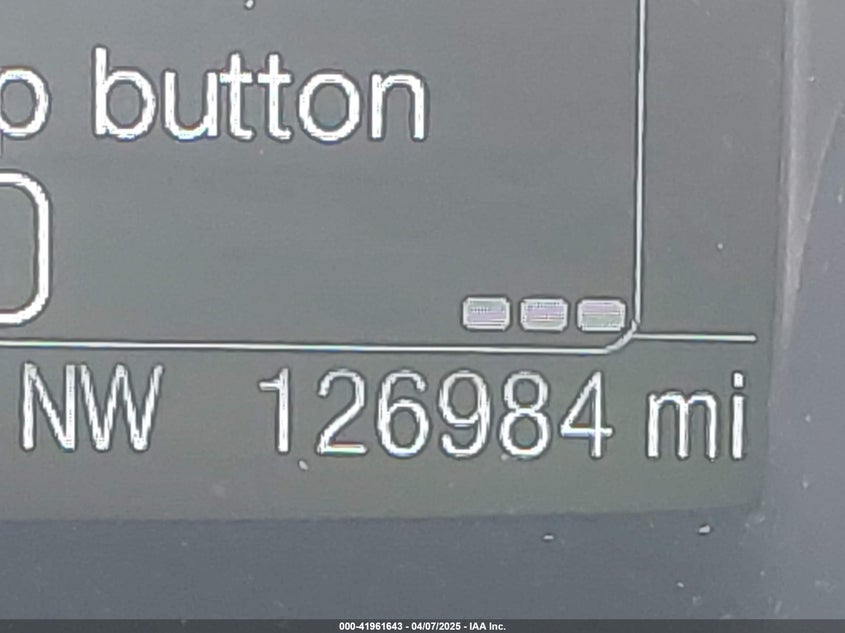 button
NW 126984 mi
000-41961643 - 04/07/2025 - IAA Inc.